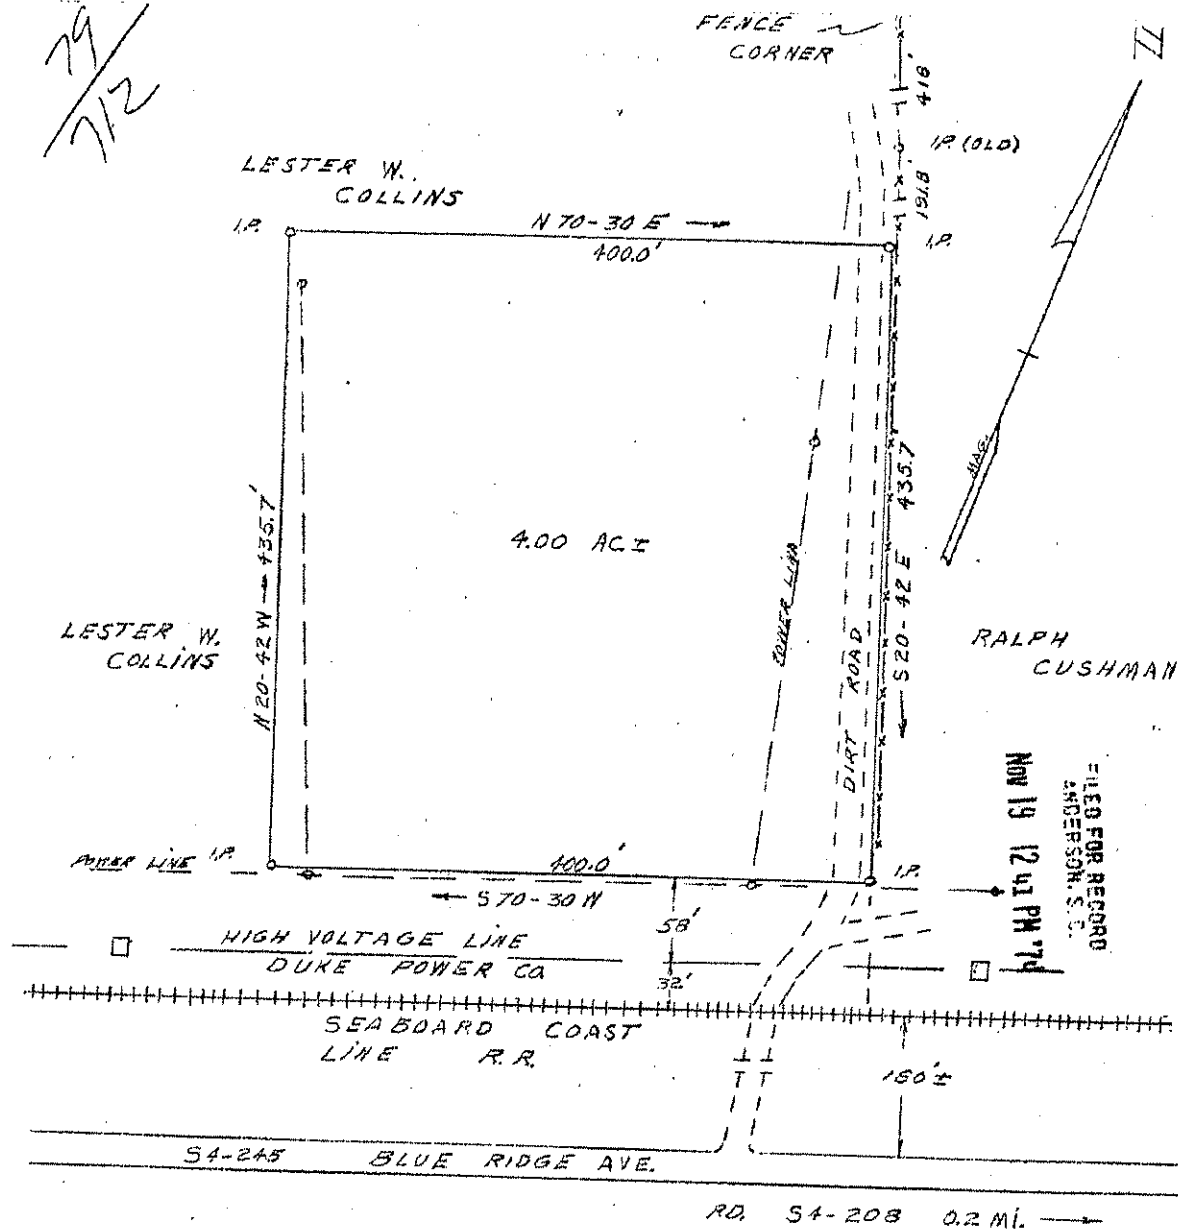 79
712
FENCE
CORNER
N
418'
I.P. (OLD)
191.8'
LESTER W.
COLLINS
I.P.
N 70-30 E
400.0'
I.P.
MAG.
S 20-42 E 435.7
N 20-42 W 435.7'
4.00 AC ±
POWER LINE
DIRT ROAD
LESTER W.
COLLINS
RALPH
CUSHMAN
FILED FOR RECORD
ANDERSON, S.C.
NOV 19 12 41 PM
POWER LINE I.P.
400.0'
I.P.
S 70-30 W
58'
HIGH VOLTAGE LINE
DUKE POWER CO.
32'
SEABOARD COAST
LINE R.R.
S4-245 BLUE RIDGE AVE.
RD. S4-208 0.2 MI.